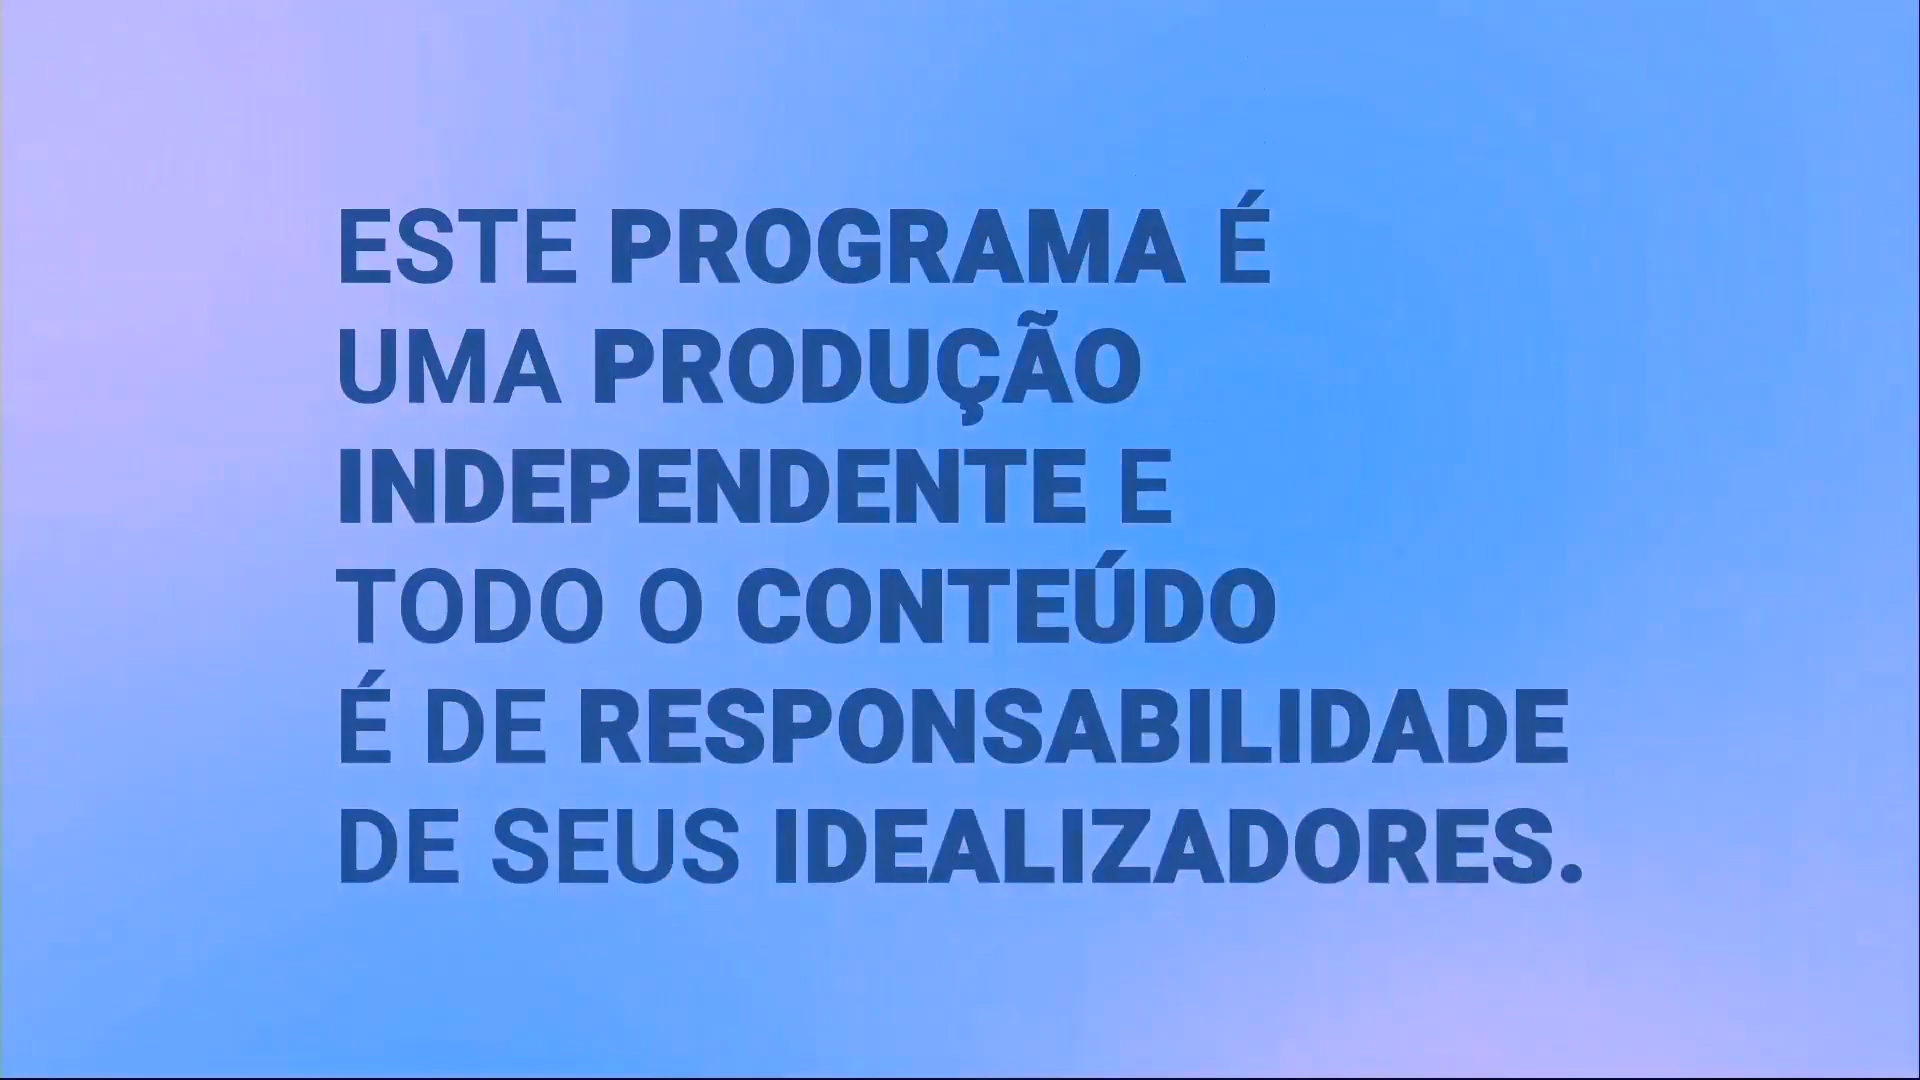 ESTE PROGRAMA É
UMA PRODUÇÃO
INDEPENDENTE E
TODO O CONTEÚDO
É DE RESPONSABILIDADE
DE SEUS IDEALIZADORES.